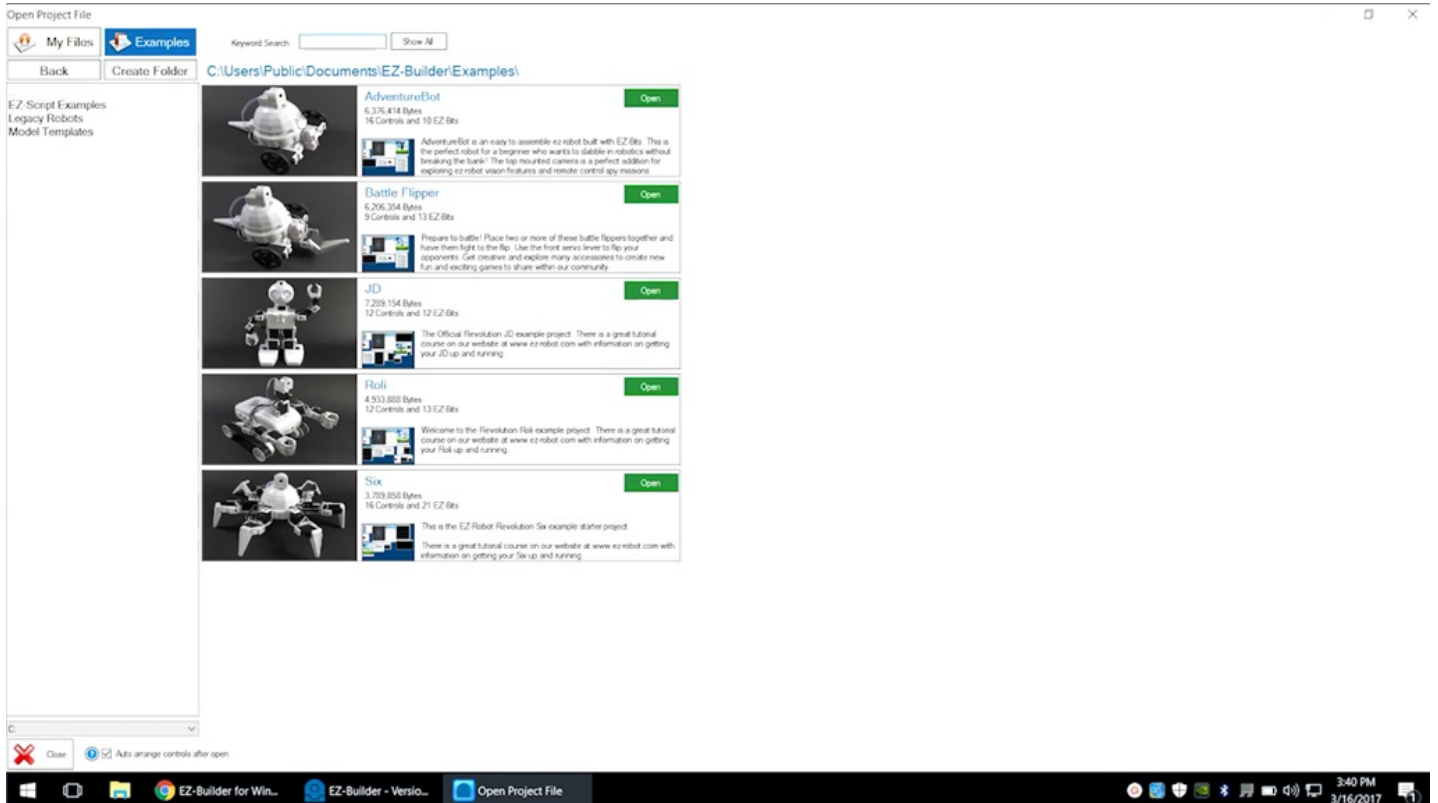 Open Project File
My Files
Examples
Keyword Search
Show All
Back
Create Folder
C:\Users\Public\Documents\EZ-Builder\Examples\
EZ-Script Examples
Legacy Robots
Model Templates
AdventureBot
Open
6,376,414 Bytes
16 Controls and 10 EZ-Bits
AdventureBot is an easy to assemble ez-robot built with EZ-Bits. This is
the perfect robot for a beginner who wants to dabble in robotics without
breaking the bank! The top mounted camera is a perfect addition for
exploring ez-robot vision features and remote control spy missions
Battle Flipper
Open
6,206,354 Bytes
9 Controls and 13 EZ-Bits
Prepare to battle! Place two or more of these battle flippers together and
have them fight to the flip. Use the front servo lever to flip your
opponents. Get creative and explore many accessories to create new
fun and exciting games to share within our community
JD
Open
7,289,154 Bytes
12 Controls and 12 EZ-Bits
The Official Revolution JD example project. There is a great tutorial
course on our website at www.ez-robot.com with information on getting
your JD up and running.
Roli
Open
4,933,888 Bytes
12 Controls and 13 EZ-Bits
Welcome to the Revolution Roli example project. There is a great tutorial
course on our website at www.ez-robot.com with information on getting
your Roli up and running.
Six
Open
3,789,858 Bytes
16 Controls and 21 EZ-Bits
This is the EZ-Robot Revolution Six example starter project
There is a great tutorial course on our website at www.ez-robot.com with
information on getting your Six up and running
C:
Close
Auto arrange controls after open
EZ-Builder for Win...
EZ-Builder - Versio...
Open Project File
3:40 PM
3/16/2017